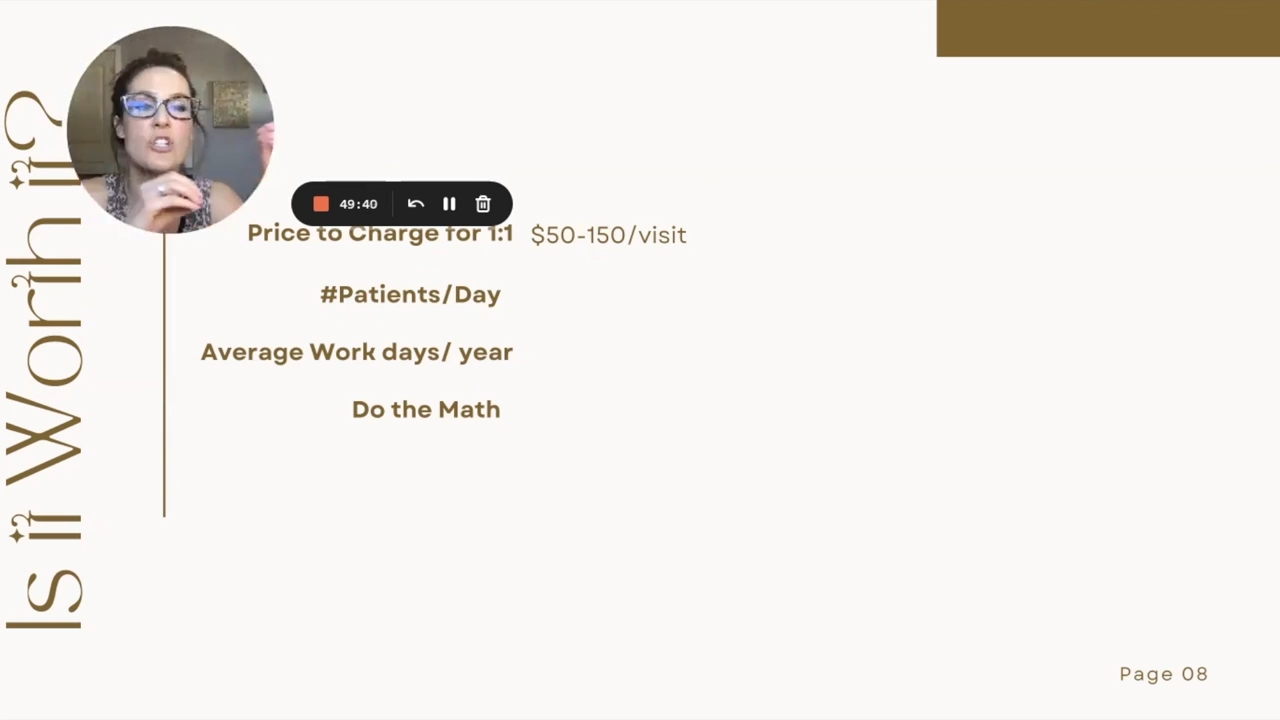 Is it Worth it?
49:40
Price to Charge for 1:1 $50-150/visit
#Patients/Day
Average Work days/ year
Do the Math
Page 08